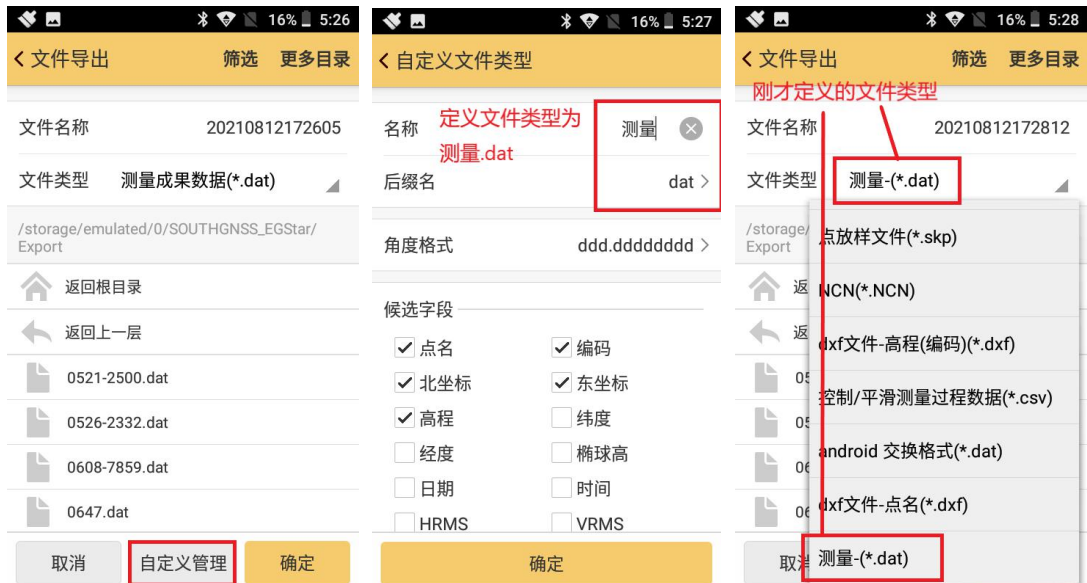 16% 5:26
文件导出 筛选 更多目录
文件名称 20210812172605
文件类型 测量成果数据(*.dat)
/storage/emulated/0/SOUTHGNSS_EGStar/
Export
返回根目录
返回上一层
0521-2500.dat
0526-2332.dat
0608-7859.dat
0647.dat
取消 自定义管理 确定
16% 5:27
自定义文件类型
名称 测量
定义文件类型为
测量.dat
后缀名 dat
角度格式 ddd.dddddddd
候选字段
点名 编码
北坐标 东坐标
高程 纬度
经度 椭球高
日期 时间
HRMS VRMS
确定
16% 5:28
文件导出 筛选 更多目录
刚才定义的文件类型
文件名称 20210812172812
文件类型 测量-(*.dat)
/storage/
Export
点放样文件(*.skp)
返
NCN(*.NCN)
返
dxf文件-高程(编码)(*.dxf)
05
控制/平滑测量过程数据(*.csv)
05
android 交换格式(*.dat)
06
dxf文件-点名(*.dxf)
06
测量-(*.dat)
取